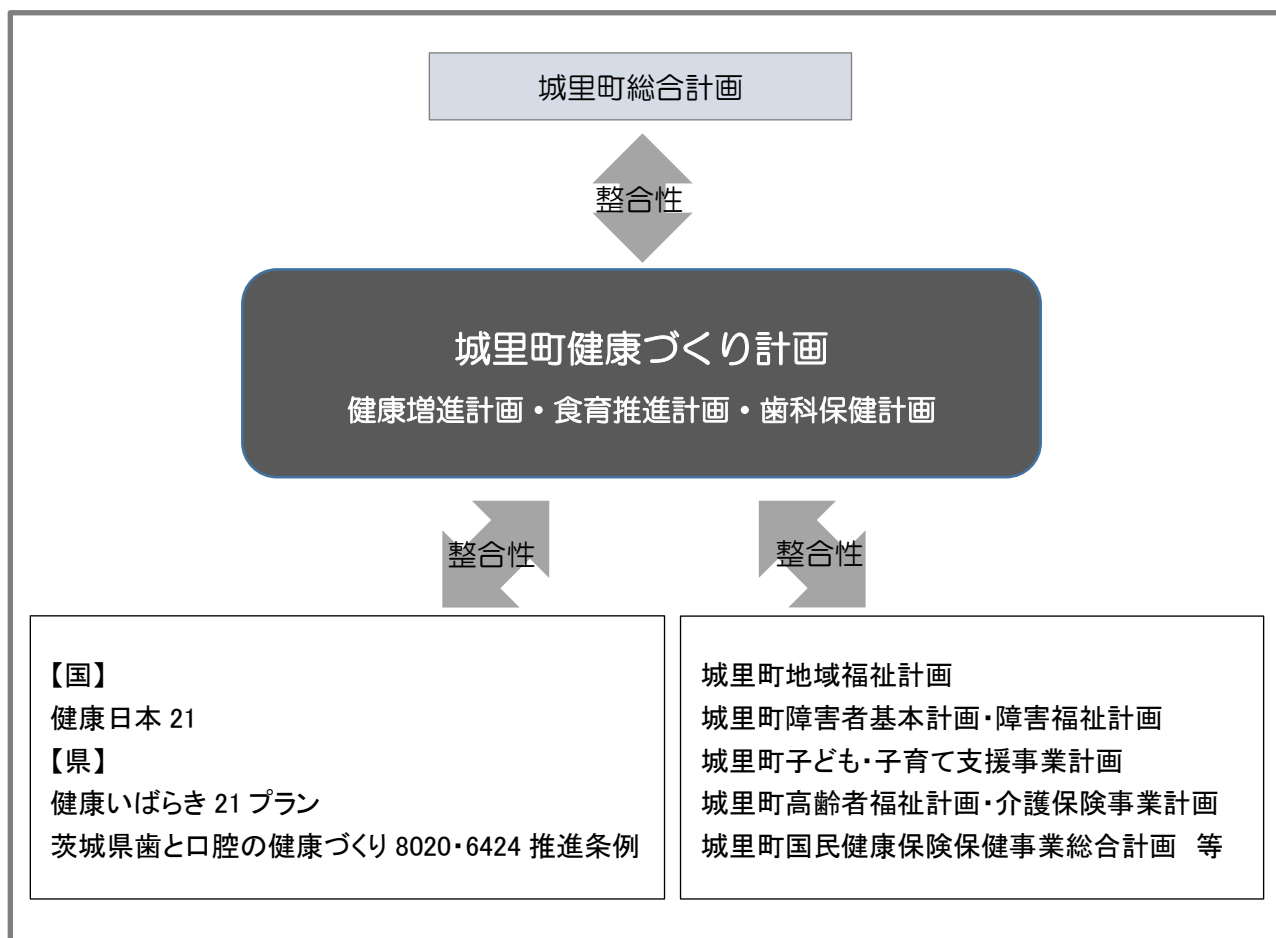 城里町総合計画
整合性
城里町健康づくり計画
健康増進計画・食育推進計画・歯科保健計画
整合性
整合性
【国】
健康日本 21
【県】
健康いばらき 21 プラン
茨城県歯と口腔の健康づくり 8020・6424 推進条例
城里町地域福祉計画
城里町障害者基本計画・障害福祉計画
城里町子ども・子育て支援事業計画
城里町高齢者福祉計画・介護保険事業計画
城里町国民健康保険保健事業総合計画　等